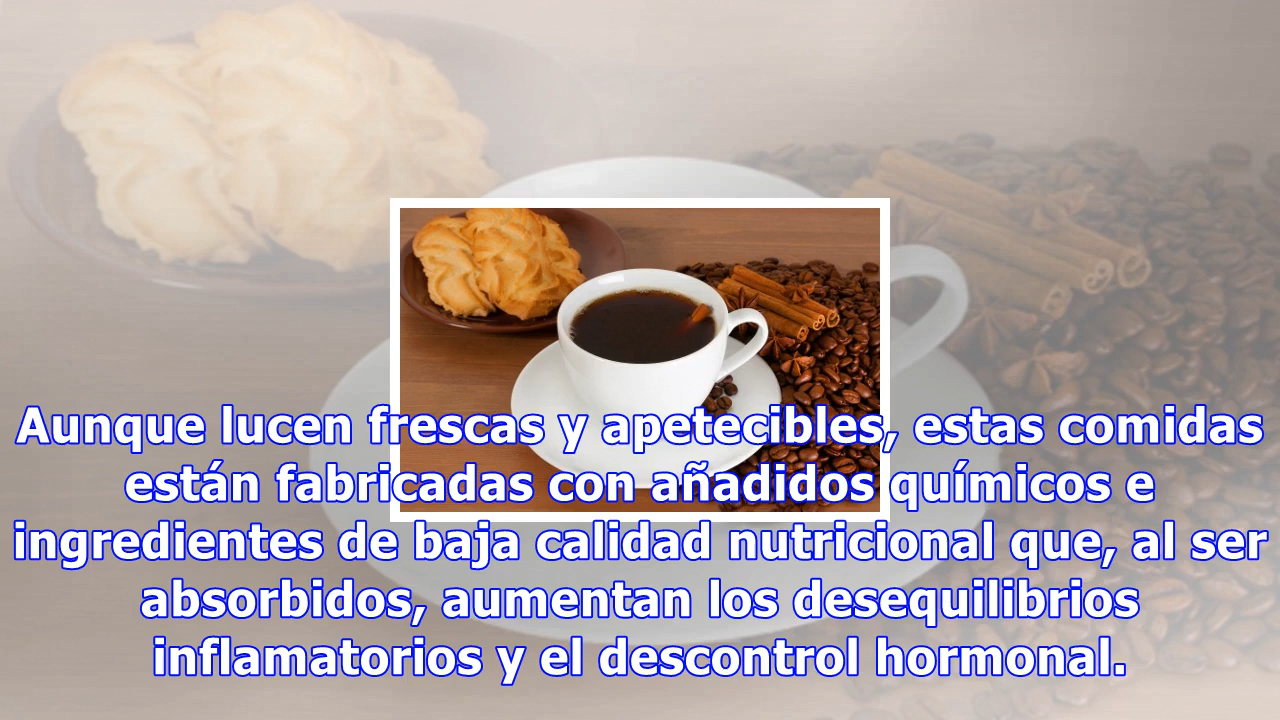 Aunque lucen frescas y apetecibles, estas comidas
están fabricadas con añadidos químicos e
ingredientes de baja calidad nutricional que, al ser
absorbidos, aumentan los desequilibrios
inflamatorios y el descontrol hormonal.